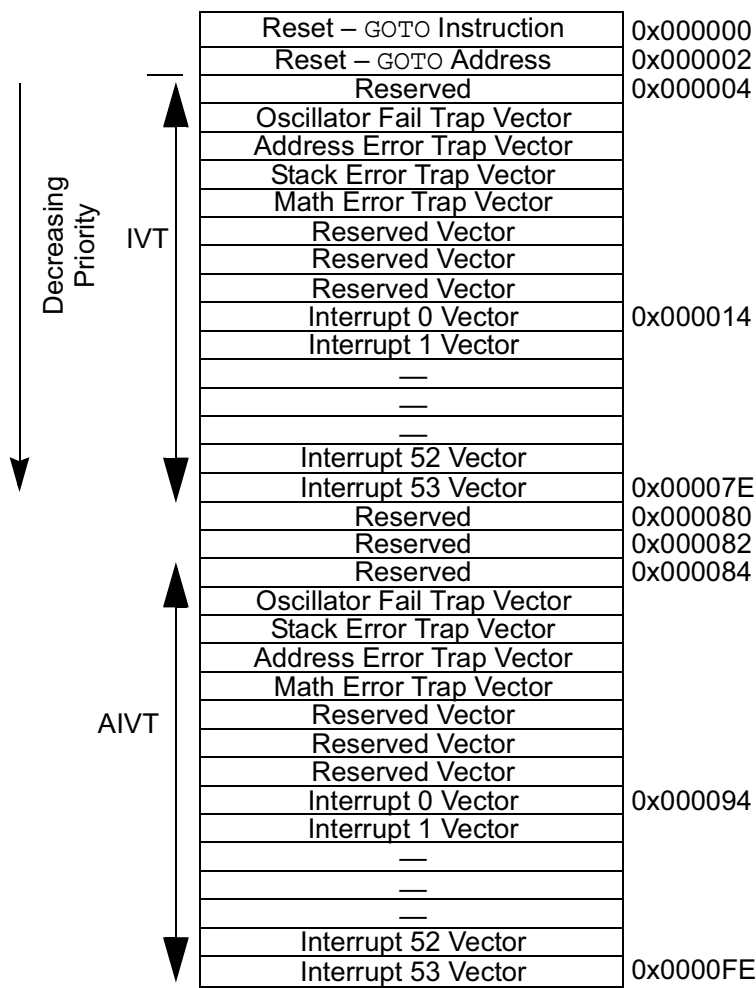 Reset – GOTO Instruction 0x000000
Reset – GOTO Address 0x000002
Reserved 0x000004
Oscillator Fail Trap Vector
Address Error Trap Vector
Stack Error Trap Vector
Math Error Trap Vector
Reserved Vector
Reserved Vector
Reserved Vector
Interrupt 0 Vector 0x000014
Interrupt 1 Vector
—
—
—
Interrupt 52 Vector
Interrupt 53 Vector 0x00007E
Reserved 0x000080
Reserved 0x000082
Reserved 0x000084
Oscillator Fail Trap Vector
Stack Error Trap Vector
Address Error Trap Vector
Math Error Trap Vector
Reserved Vector
Reserved Vector
Reserved Vector
Interrupt 0 Vector 0x000094
Interrupt 1 Vector
—
—
—
Interrupt 52 Vector
Interrupt 53 Vector 0x0000FE
Decreasing
Priority
IVT
AIVT